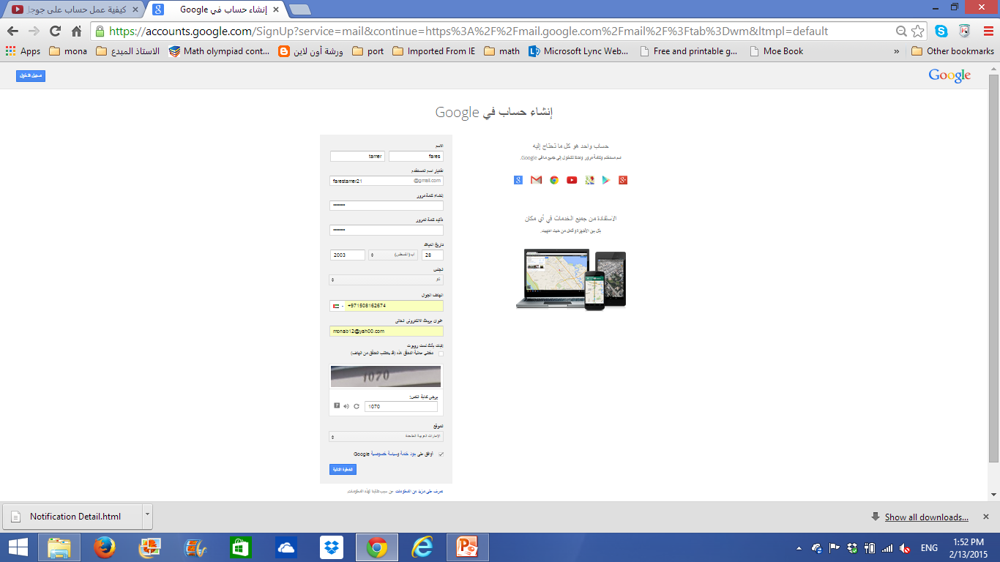 كيفية عمل حساب على جوجل
إنشاء حساب في Google
https://accounts.google.com/SignUp?service=mail&continue=https%3A%2F%2Fmail.google.com%2Fmail%2F%3Ftab%3Dwm&ltmpl=default
Apps mona الاستاذ المبدع Math olympiad cont... ورشة أون لاين port Imported From IE math Microsoft Lync Web... Free and printable g... Moe Book » Other bookmarks
تسجيل الدخول
Google
إنشاء حساب في Google
الاسم
fares tamer
اختيار اسم المستخدم
farestamer21 @gmail.com
إنشاء كلمة مرور
••••••••
تأكيد كلمة المرور
••••••••
تاريخ الميلاد
28 آب (أغسطس) 2003
الجنس
ذكر
الهاتف الجوال
+971508162674
عنوان بريدك الالكتروني الحالي
monab12@yah00.com
إثبات بأنك لست روبوت
تخطي عملية التحقق هذه (قد يتطلب التحقق من الهاتف)
1070
يرجى كتابة النص:
1070
الموقع
الإمارات العربية المتحدة
أوافق على بنود خدمة وسياسة خصوصية Google
الخطوة التالية
تعرف على مزيد من المعلومات عن سبب طلبنا لهذه المعلومات.
حساب واحد هو كل ما تحتاج إليه
اسم مستخدم وكلمة مرور واحدة للدخول إلى جميع ما في Google.
الاستفادة من جميع الخدمات في أي مكان
بدّل بين الأجهزة وأكمل من حيث انتهيت.
Notification Detail.html
Show all downloads...
ENG
1:52 PM
2/13/2015